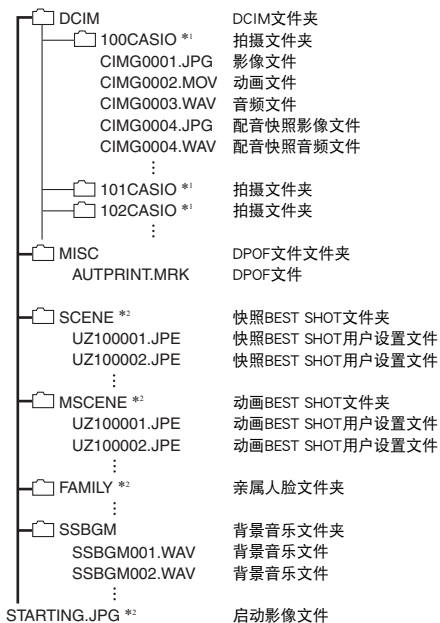 DCIM DCIM文件夹
100CASIO *1 拍摄文件夹
CIMG0001.JPG 影像文件
CIMG0002.MOV 动画文件
CIMG0003.WAV 音频文件
CIMG0004.JPG 配音快照影像文件
CIMG0004.WAV 配音快照音频文件
⋮
101CASIO *1 拍摄文件夹
102CASIO *1 拍摄文件夹
⋮
MISC DPOF文件文件夹
AUTPRINT.MRK DPOF文件
SCENE *2 快照BEST SHOT文件夹
UZ100001.JPE 快照BEST SHOT用户设置文件
UZ100002.JPE 快照BEST SHOT用户设置文件
⋮
MSCENE *2 动画BEST SHOT文件夹
UZ100001.JPE 动画BEST SHOT用户设置文件
UZ100002.JPE 动画BEST SHOT用户设置文件
⋮
FAMILY *2 亲属人脸文件夹
⋮
SSBGM 背景音乐文件夹
SSBGM001.WAV 背景音乐文件
SSBGM002.WAV 背景音乐文件
⋮
STARTING.JPG *2 启动影像文件